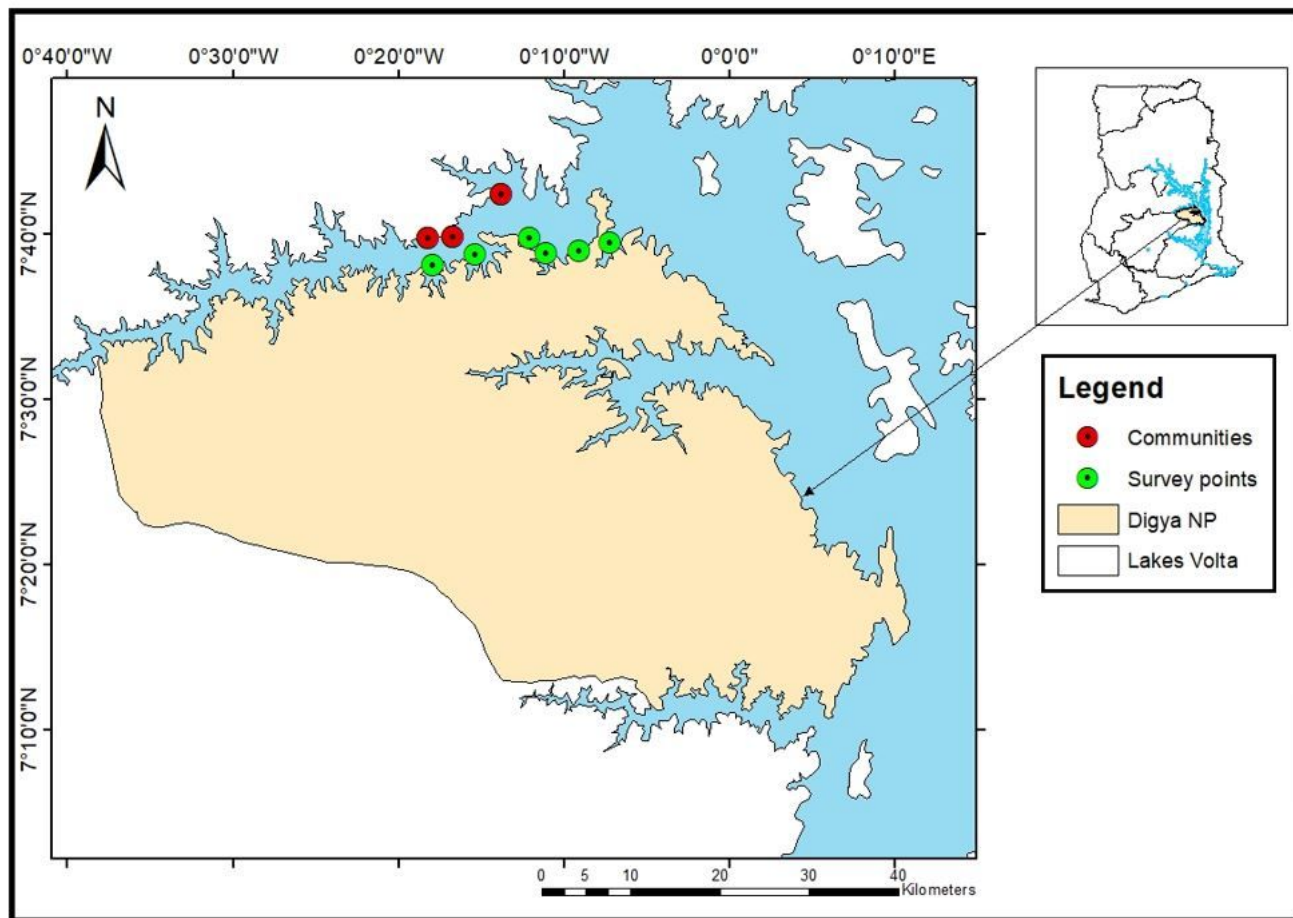 0°40'0"W 0°30'0"W 0°20'0"W 0°10'0"W 0°0'0" 0°10'0"E
N
7°40'0"N
7°30'0"N
7°20'0"N
7°10'0"N
Legend
Communities
Survey points
Digya NP
Lakes Volta
0 5 10 20 30 40
Kilometers